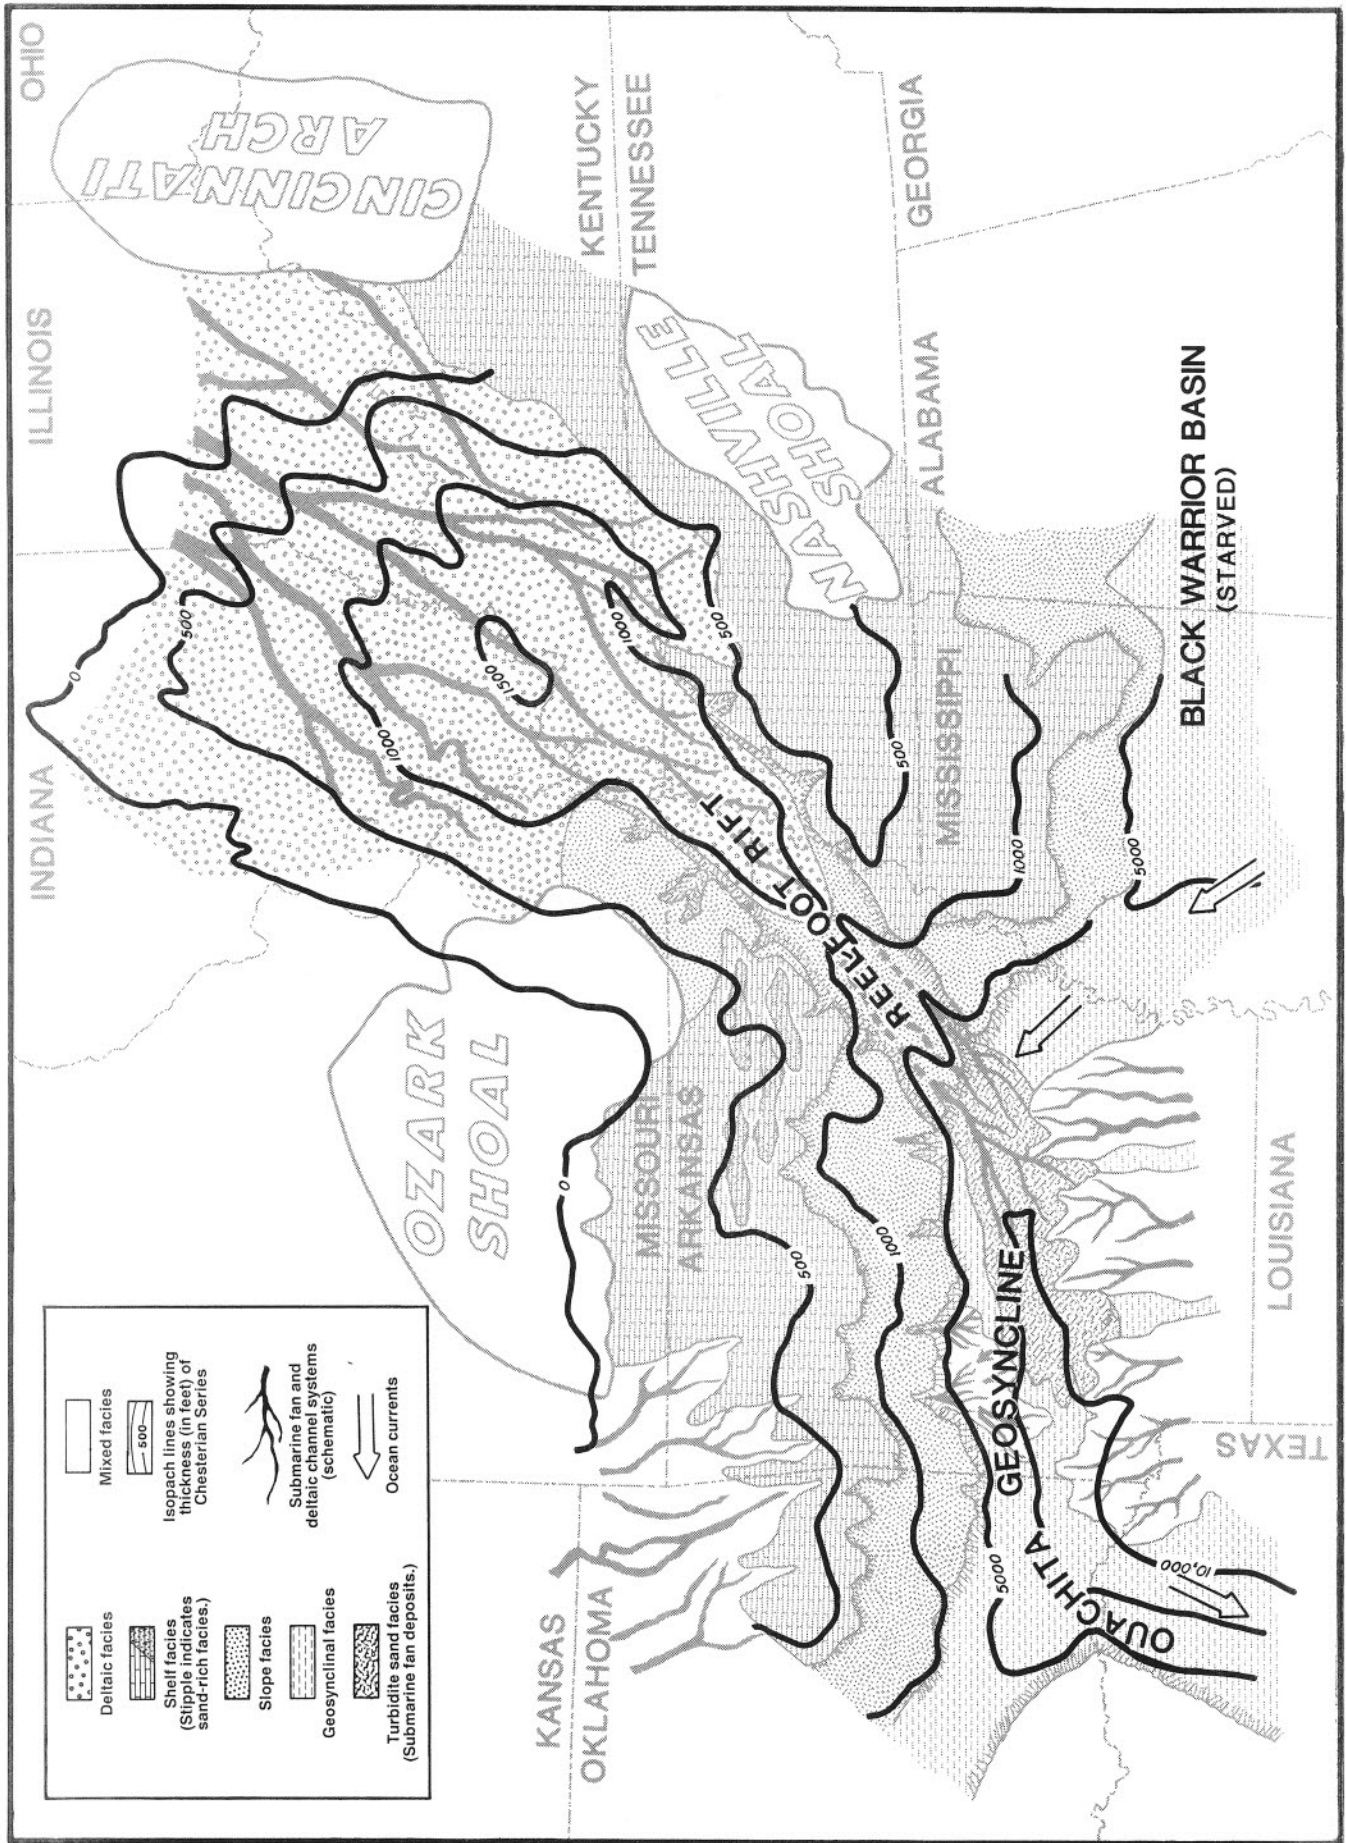 Deltaic facies
Shelf facies
(Stipple indicates
sand-rich facies.)
Slope facies
Geosynclinal facies
Turbidite sand facies
(Submarine fan deposits.)
Mixed facies
500
Isopach lines showing
thickness (in feet) of
Chesterian Series
Submarine fan and
deltaic channel systems
(schematic)
Ocean currents
INDIANA
ILLINOIS
OHIO
CINCINNATI
ARCH
KENTUCKY
TENNESSEE
GEORGIA
ALABAMA
MISSISSIPPI
NASHVILLE
SHOAL
OZARK
SHOAL
KANSAS
OKLAHOMA
MISSOURI
ARKANSAS
TEXAS
LOUISIANA
REELFOOT RIFT
OUACHITA
GEOSYNCLINE
BLACK WARRIOR BASIN
(STARVED)
0
500
1000
1500
1000
500
500
1000
5000
0
500
1000
5000
10,000